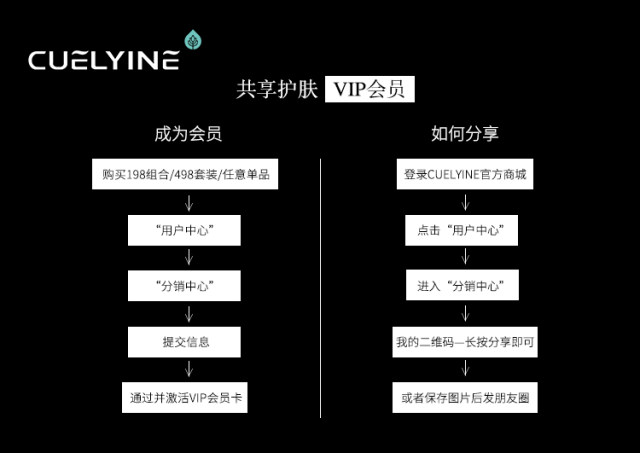 CUELYINE
共享护肤 VIP会员
成为会员
购买198组合/498套装/任意单品
“用户中心”
“分销中心”
提交信息
通过并激活VIP会员卡
如何分享
登录CUELYINE官方商城
点击“用户中心”
进入“分销中心”
我的二维码—长按分享即可
或者保存图片后发朋友圈